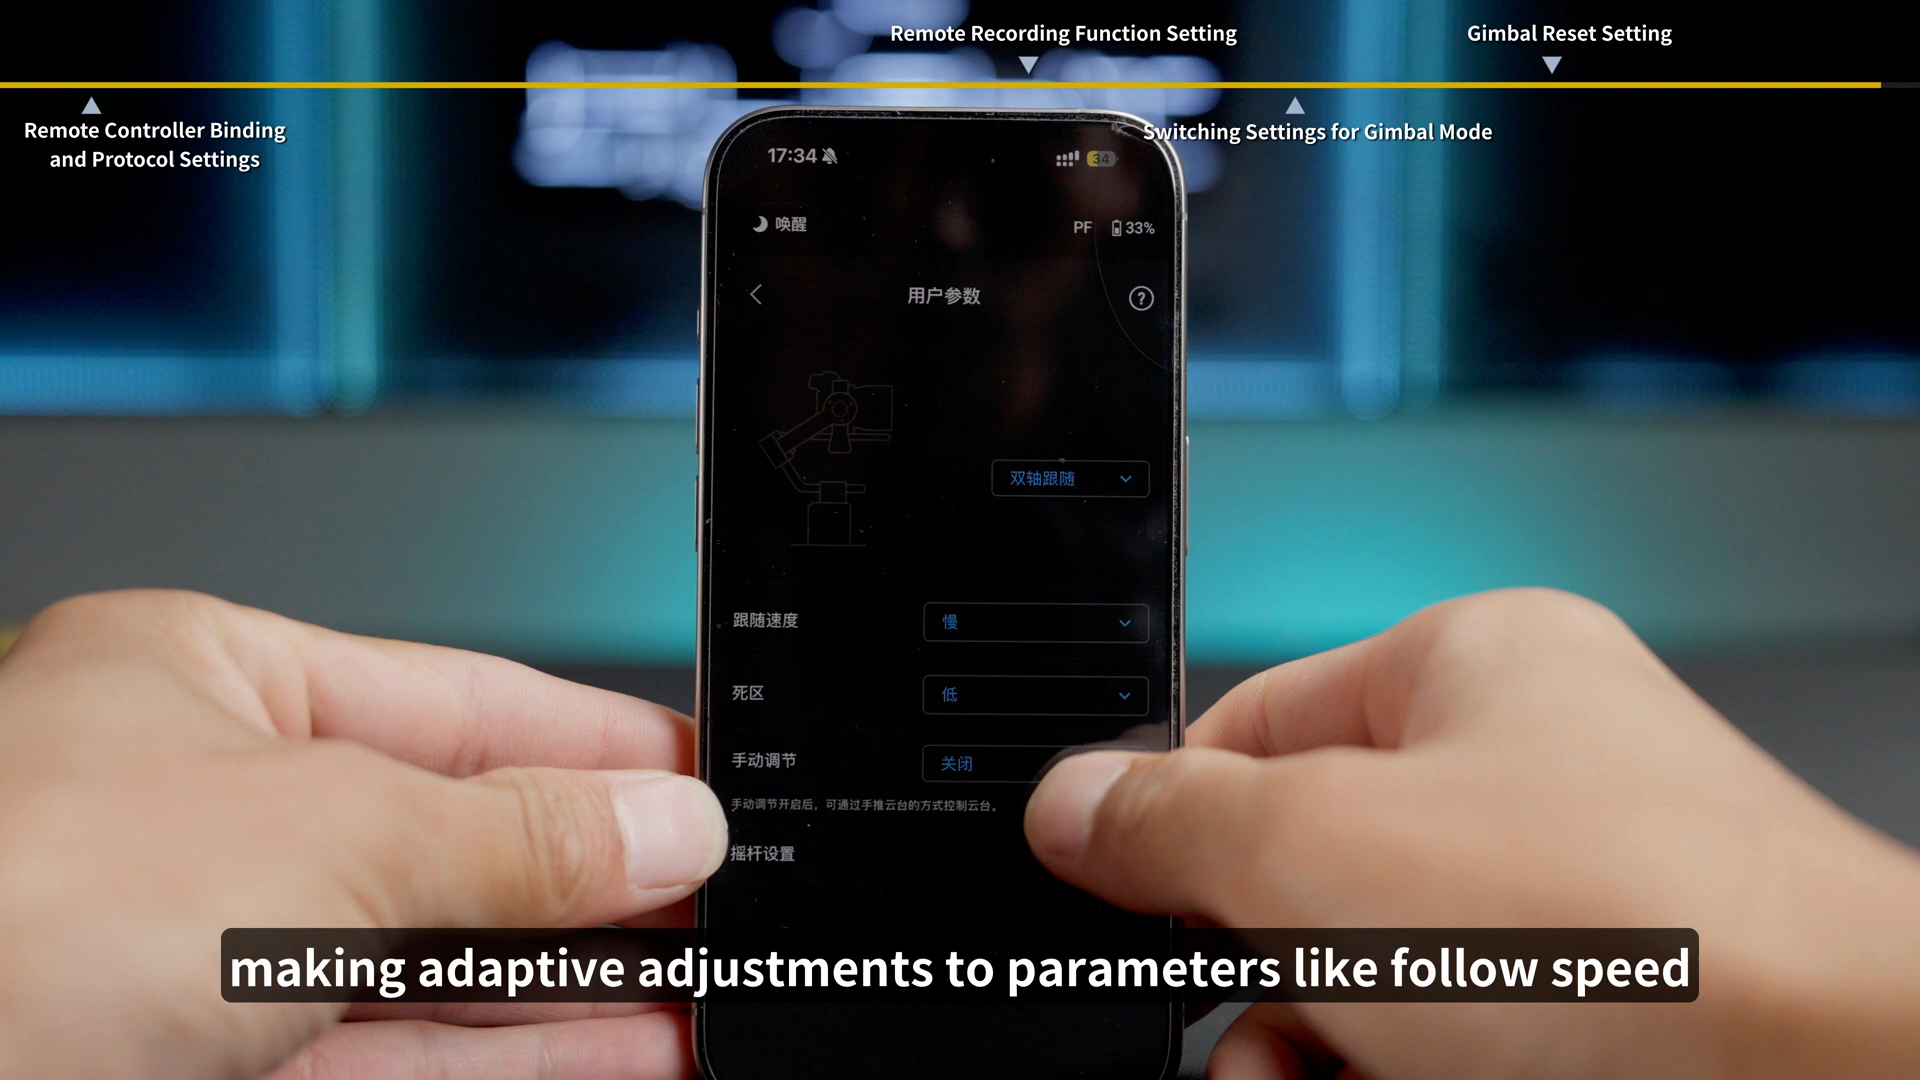 Remote Recording Function Setting
Gimbal Reset Setting
Remote Controller Binding
and Protocol Settings
Switching Settings for Gimbal Mode
17:34
34
唤醒
PF
33%
用户参数
?
双轴跟随
跟随速度
慢
死区
低
手动调节
关闭
手动调节开启后，可通过手推云台的方式控制云台。
摇杆设置
making adaptive adjustments to parameters like follow speed